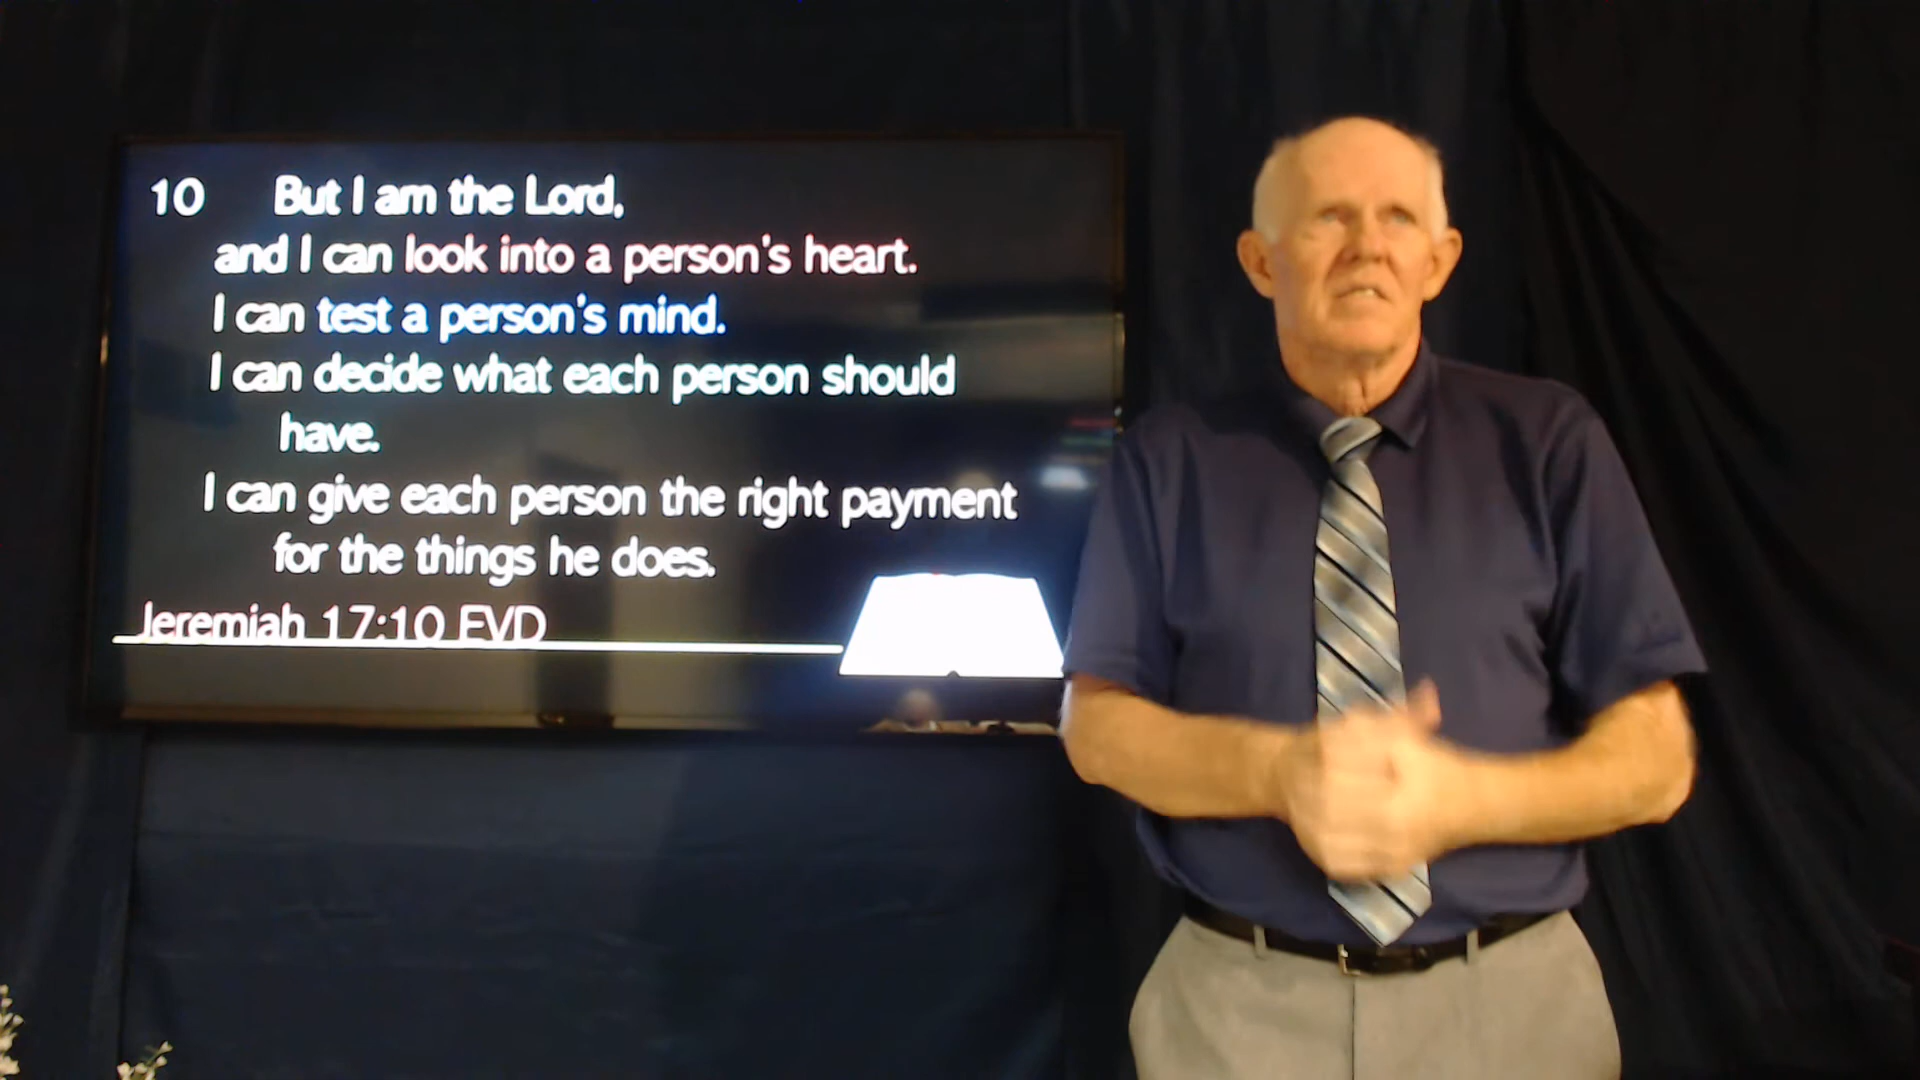 10 But I am the Lord,
and I can look into a person's heart.
I can test a person's mind.
I can decide what each person should
have.
I can give each person the right payment
for the things he does.
Jeremiah 17:10 EVD